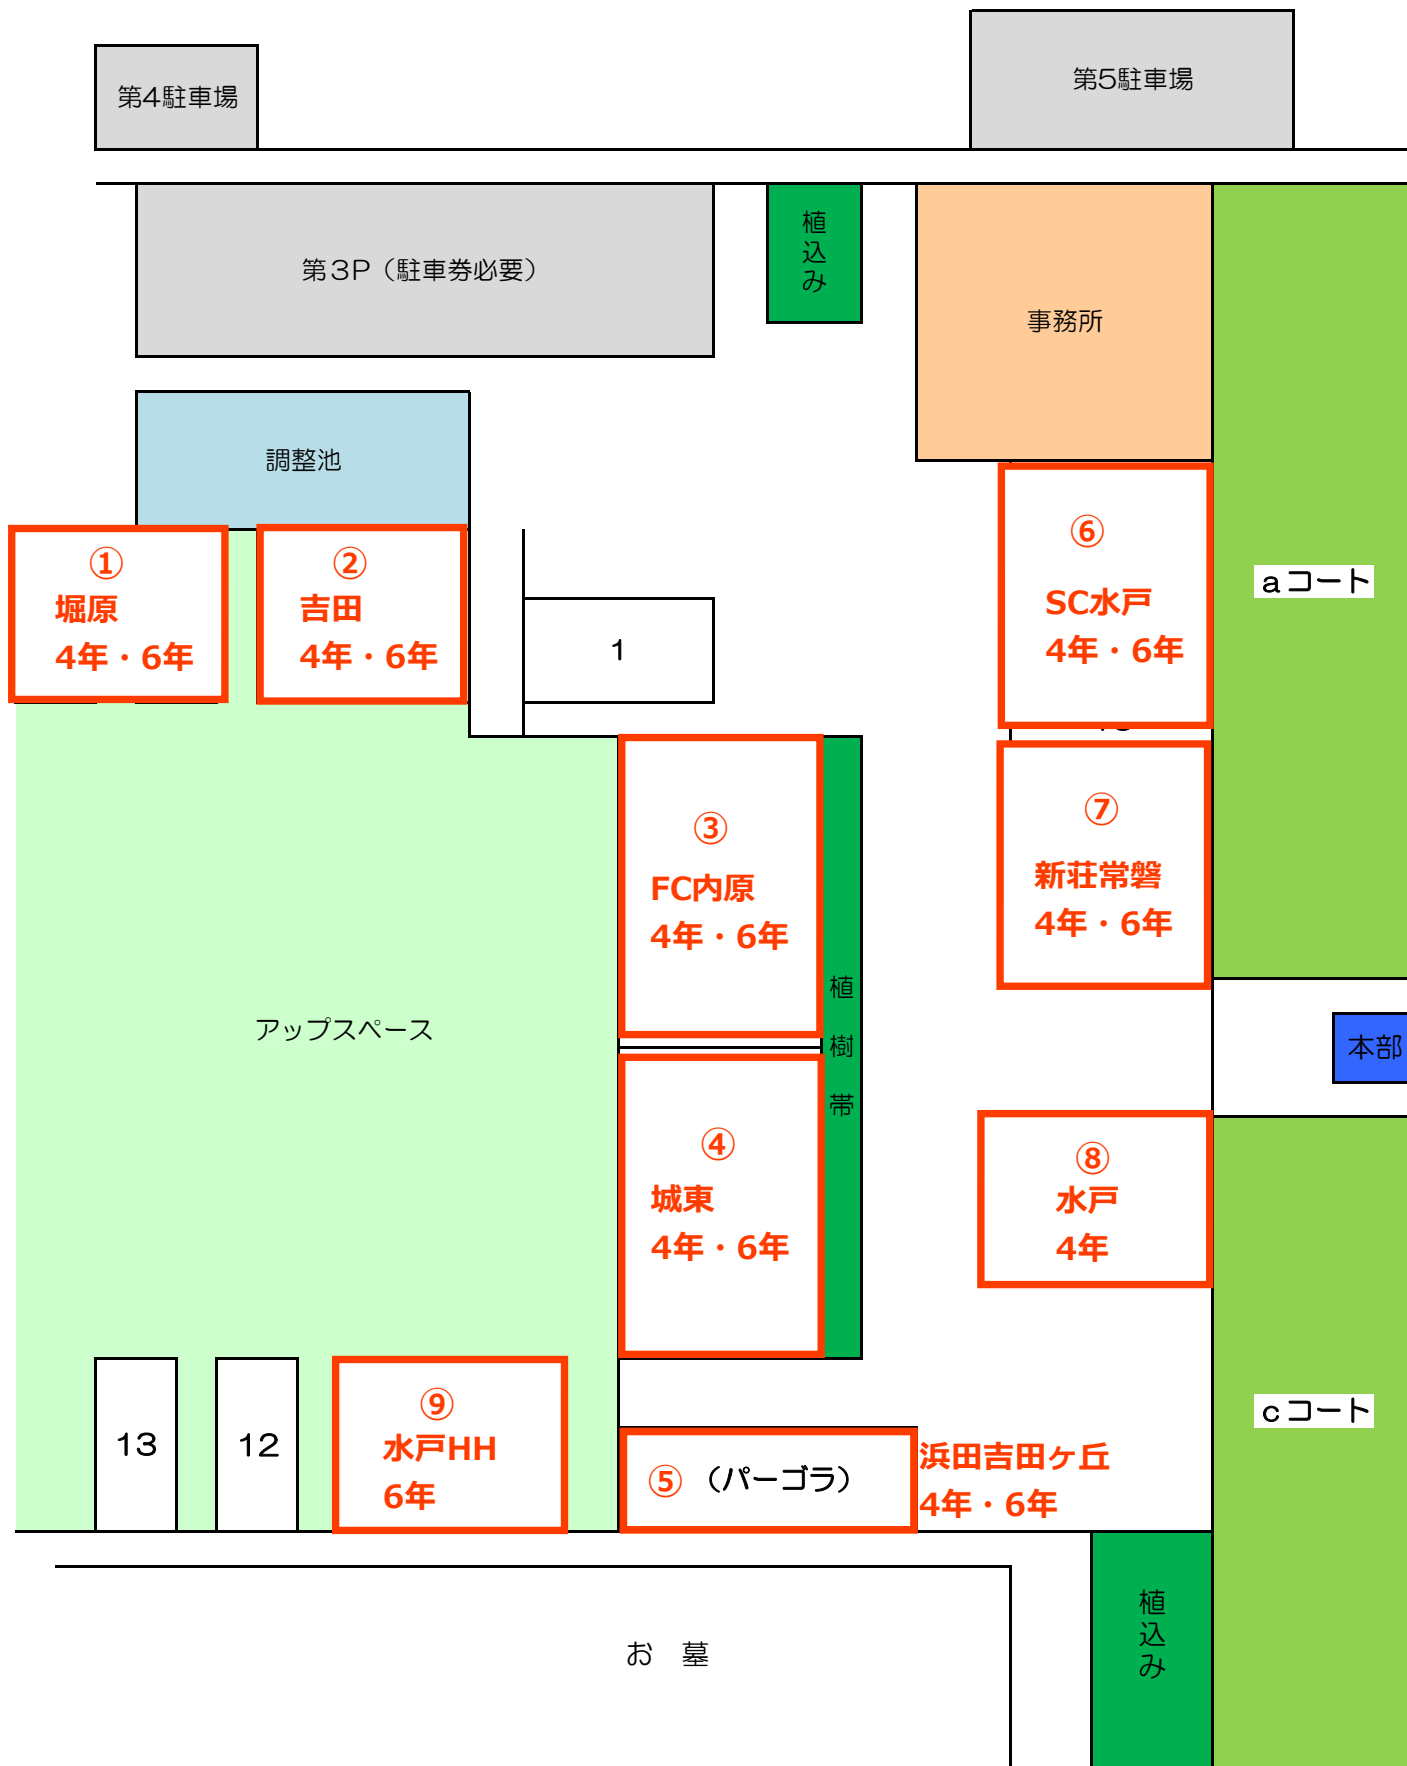 第4駐車場
第5駐車場
第3P（駐車券必要）
植込み
事務所
調整池
①
堀原
4年・6年
②
吉田
4年・6年
1
⑥
SC水戸
4年・6年
aコート
③
FC内原
4年・6年
⑦
新荘常磐
4年・6年
アップスペース
植樹帯
本部
④
城東
4年・6年
⑧
水戸
4年
13
12
⑨
水戸HH
6年
⑤ （パーゴラ）
浜田吉田ヶ丘
4年・6年
cコート
植込み
お 墓